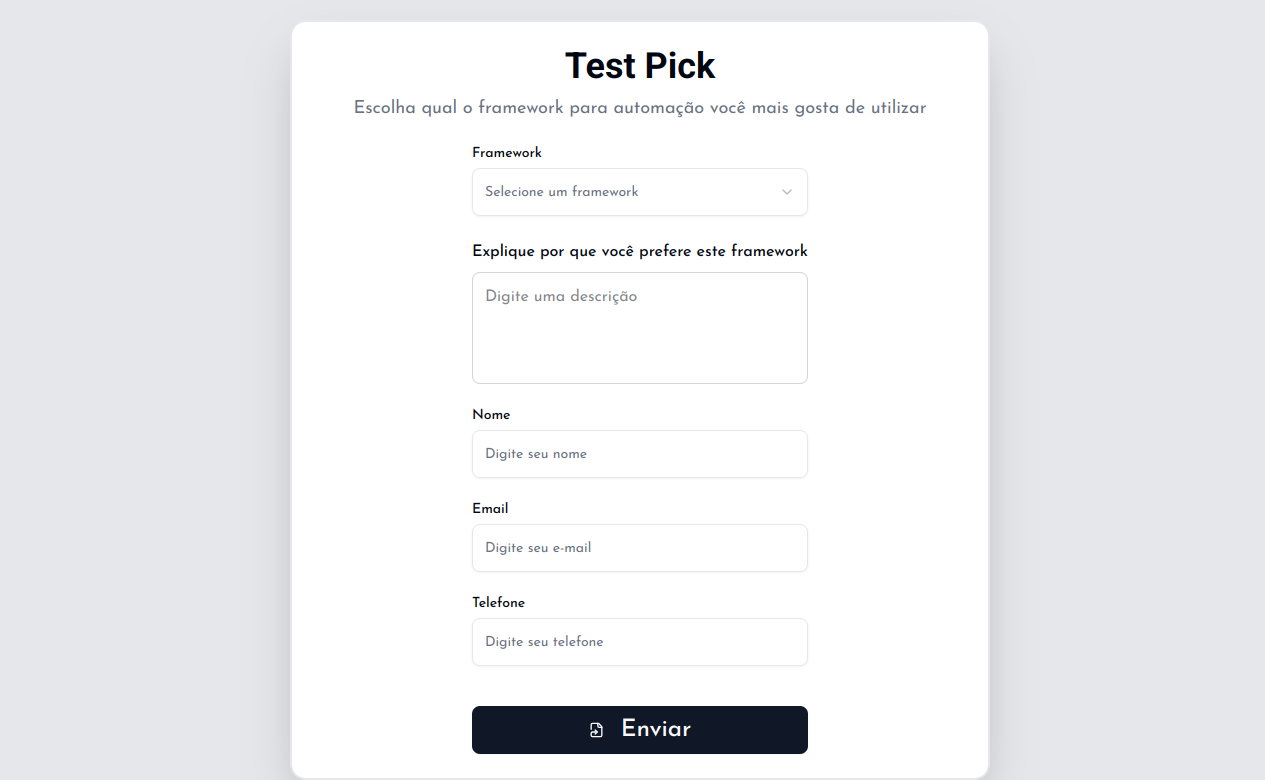 Test Pick
Escolha qual o framework para automação você mais gosta de utilizar
Framework
Selecione um framework
Explique por que você prefere este framework
Digite uma descrição
Nome
Digite seu nome
Email
Digite seu e-mail
Telefone
Digite seu telefone
Enviar